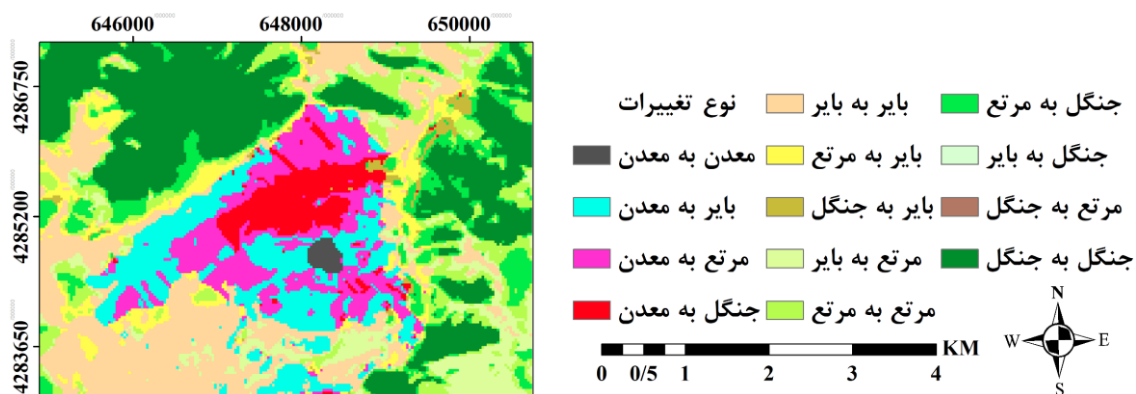 646000 648000 650000
4286750
4285200
4283650
نوع تغییرات
معدن به معدن
بایر به معدن
مرتع به معدن
جنگل به معدن
بایر به بایر
بایر به مرتع
بایر به جنگل
مرتع به بایر
مرتع به مرتع
جنگل به مرتع
جنگل به بایر
مرتع به جنگل
جنگل به جنگل
KM
0 0/5 1 2 3 4
N
W E
S